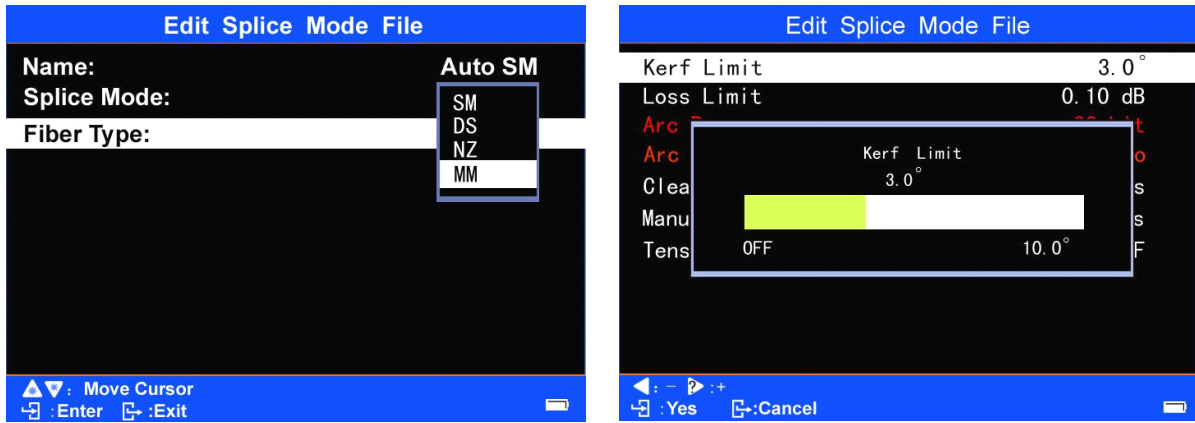 Edit Splice Mode File
Name: Auto SM
Splice Mode:
SM
Fiber Type:
DS
NZ
MM
: Move Cursor
:Enter :Exit
Edit Splice Mode File
Kerf Limit 3.0°
Loss Limit 0.10 dB
Arc
Arc
Kerf Limit
3.0°
OFF 10.0°
: - ? :+
:Yes :Cancel